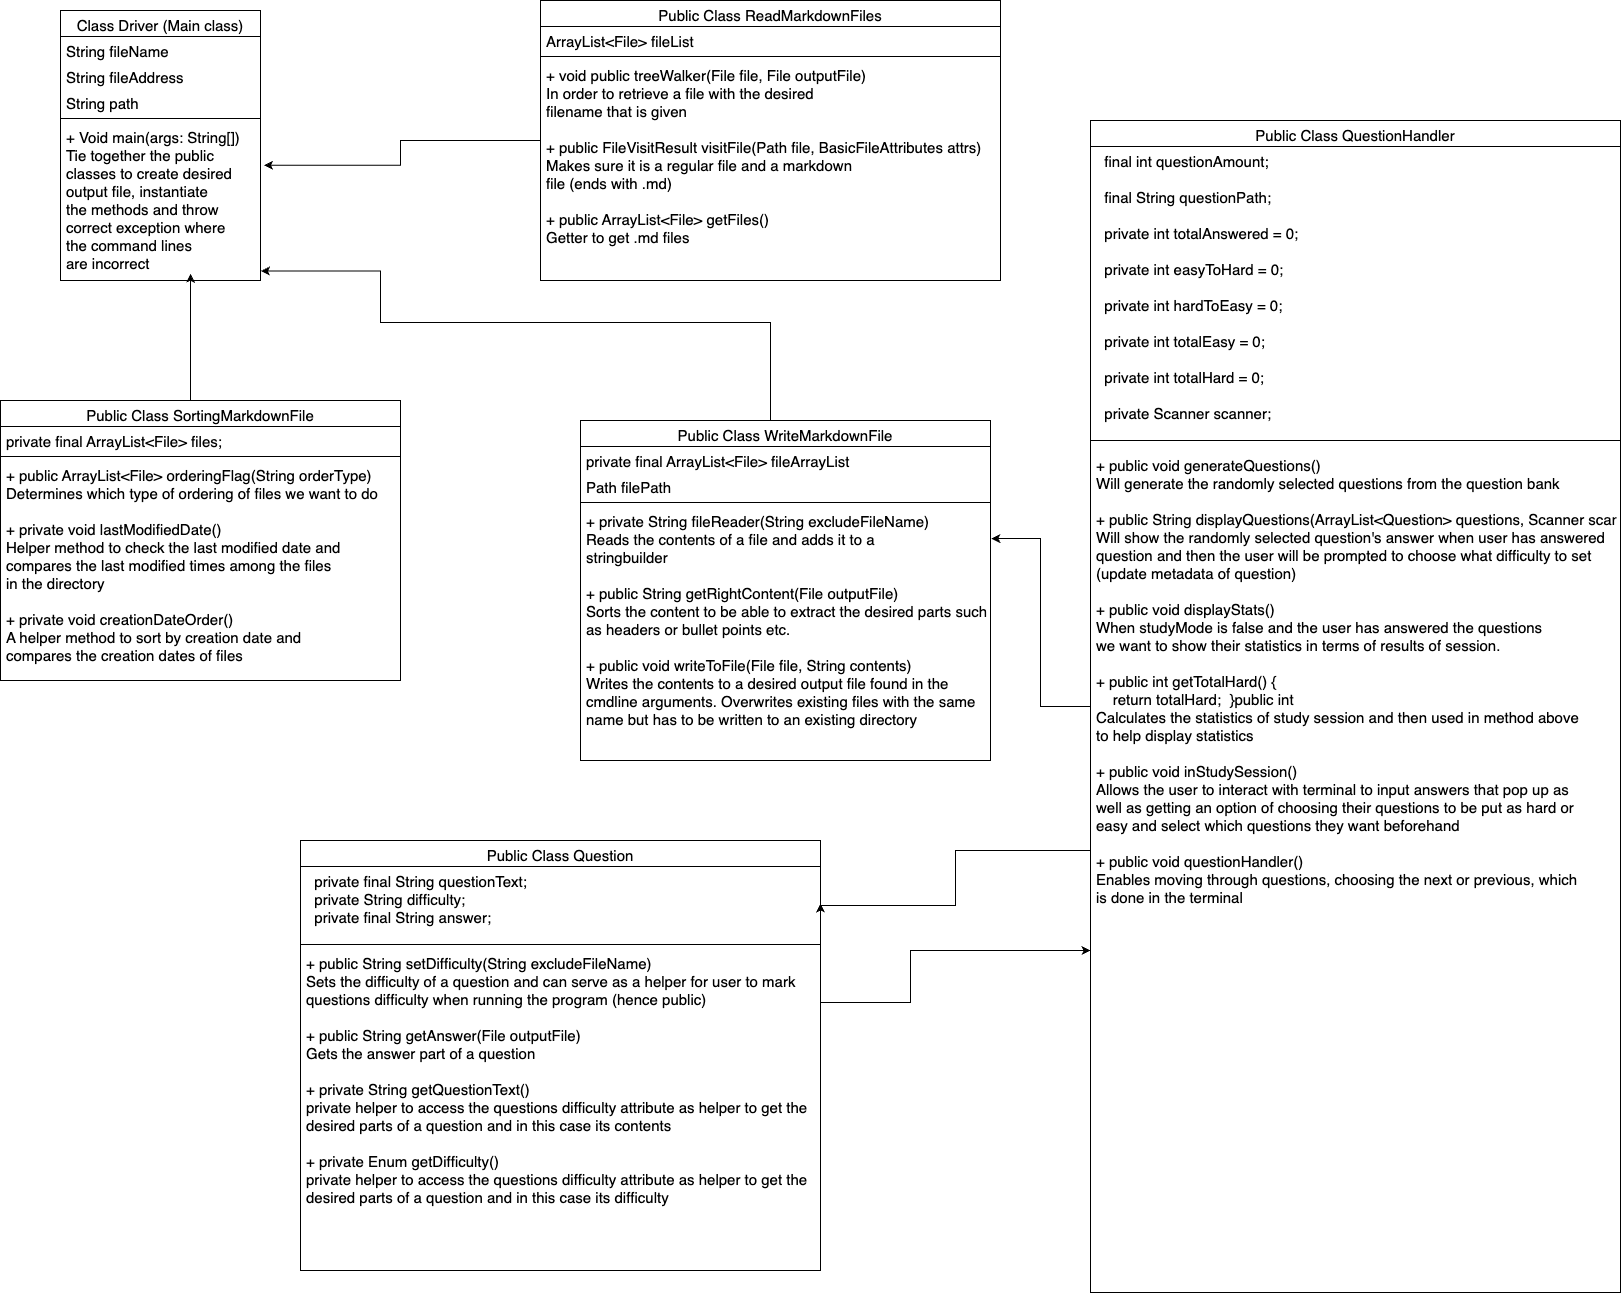 Class Driver (Main class)
String fileName
String fileAddress
String path
+ Void main(args: String[])
Tie together the public
classes to create desired
output file, instantiate
the methods and throw
correct exception where
the command lines
are incorrect
Public Class ReadMarkdownFiles
ArrayList<File> fileList
+ void public treeWalker(File file, File outputFile)
In order to retrieve a file with the desired
filename that is given
+ public FileVisitResult visitFile(Path file, BasicFileAttributes attrs)
Makes sure it is a regular file and a markdown
file (ends with .md)
+ public ArrayList<File> getFiles()
Getter to get .md files
Public Class QuestionHandler
final int questionAmount;
final String questionPath;
private int totalAnswered = 0;
private int easyToHard = 0;
private int hardToEasy = 0;
private int totalEasy = 0;
private int totalHard = 0;
private Scanner scanner;
+ public void generateQuestions()
Will generate the randomly selected questions from the question bank
+ public String displayQuestions(ArrayList<Question> questions, Scanner scar
Will show the randomly selected question's answer when user has answered
question and then the user will be prompted to choose what difficulty to set
(update metadata of question)
+ public void displayStats()
When studyMode is false and the user has answered the questions
we want to show their statistics in terms of results of session.
+ public int getTotalHard() {
return totalHard;  }public int
Calculates the statistics of study session and then used in method above
to help display statistics
+ public void inStudySession()
Allows the user to interact with terminal to input answers that pop up as
well as getting an option of choosing their questions to be put as hard or
easy and select which questions they want beforehand
+ public void questionHandler()
Enables moving through questions, choosing the next or previous, which
is done in the terminal
Public Class SortingMarkdownFile
private final ArrayList<File> files;
+ public ArrayList<File> orderingFlag(String orderType)
Determines which type of ordering of files we want to do
+ private void lastModifiedDate()
Helper method to check the last modified date and
compares the last modified times among the files
in the directory
+ private void creationDateOrder()
A helper method to sort by creation date and
compares the creation dates of files
Public Class WriteMarkdownFile
private final ArrayList<File> fileArrayList
Path filePath
+ private String fileReader(String excludeFileName)
Reads the contents of a file and adds it to a
stringbuilder
+ public String getRightContent(File outputFile)
Sorts the content to be able to extract the desired parts such
as headers or bullet points etc.
+ public void writeToFile(File file, String contents)
Writes the contents to a desired output file found in the
cmdline arguments. Overwrites existing files with the same
name but has to be written to an existing directory
Public Class Question
private final String questionText;
private String difficulty;
private final String answer;
+ public String setDifficulty(String excludeFileName)
Sets the difficulty of a question and can serve as a helper for user to mark
questions difficulty when running the program (hence public)
+ public String getAnswer(File outputFile)
Gets the answer part of a question
+ private String getQuestionText()
private helper to access the questions difficulty attribute as helper to get the
desired parts of a question and in this case its contents
+ private Enum getDifficulty()
private helper to access the questions difficulty attribute as helper to get the
desired parts of a question and in this case its difficulty